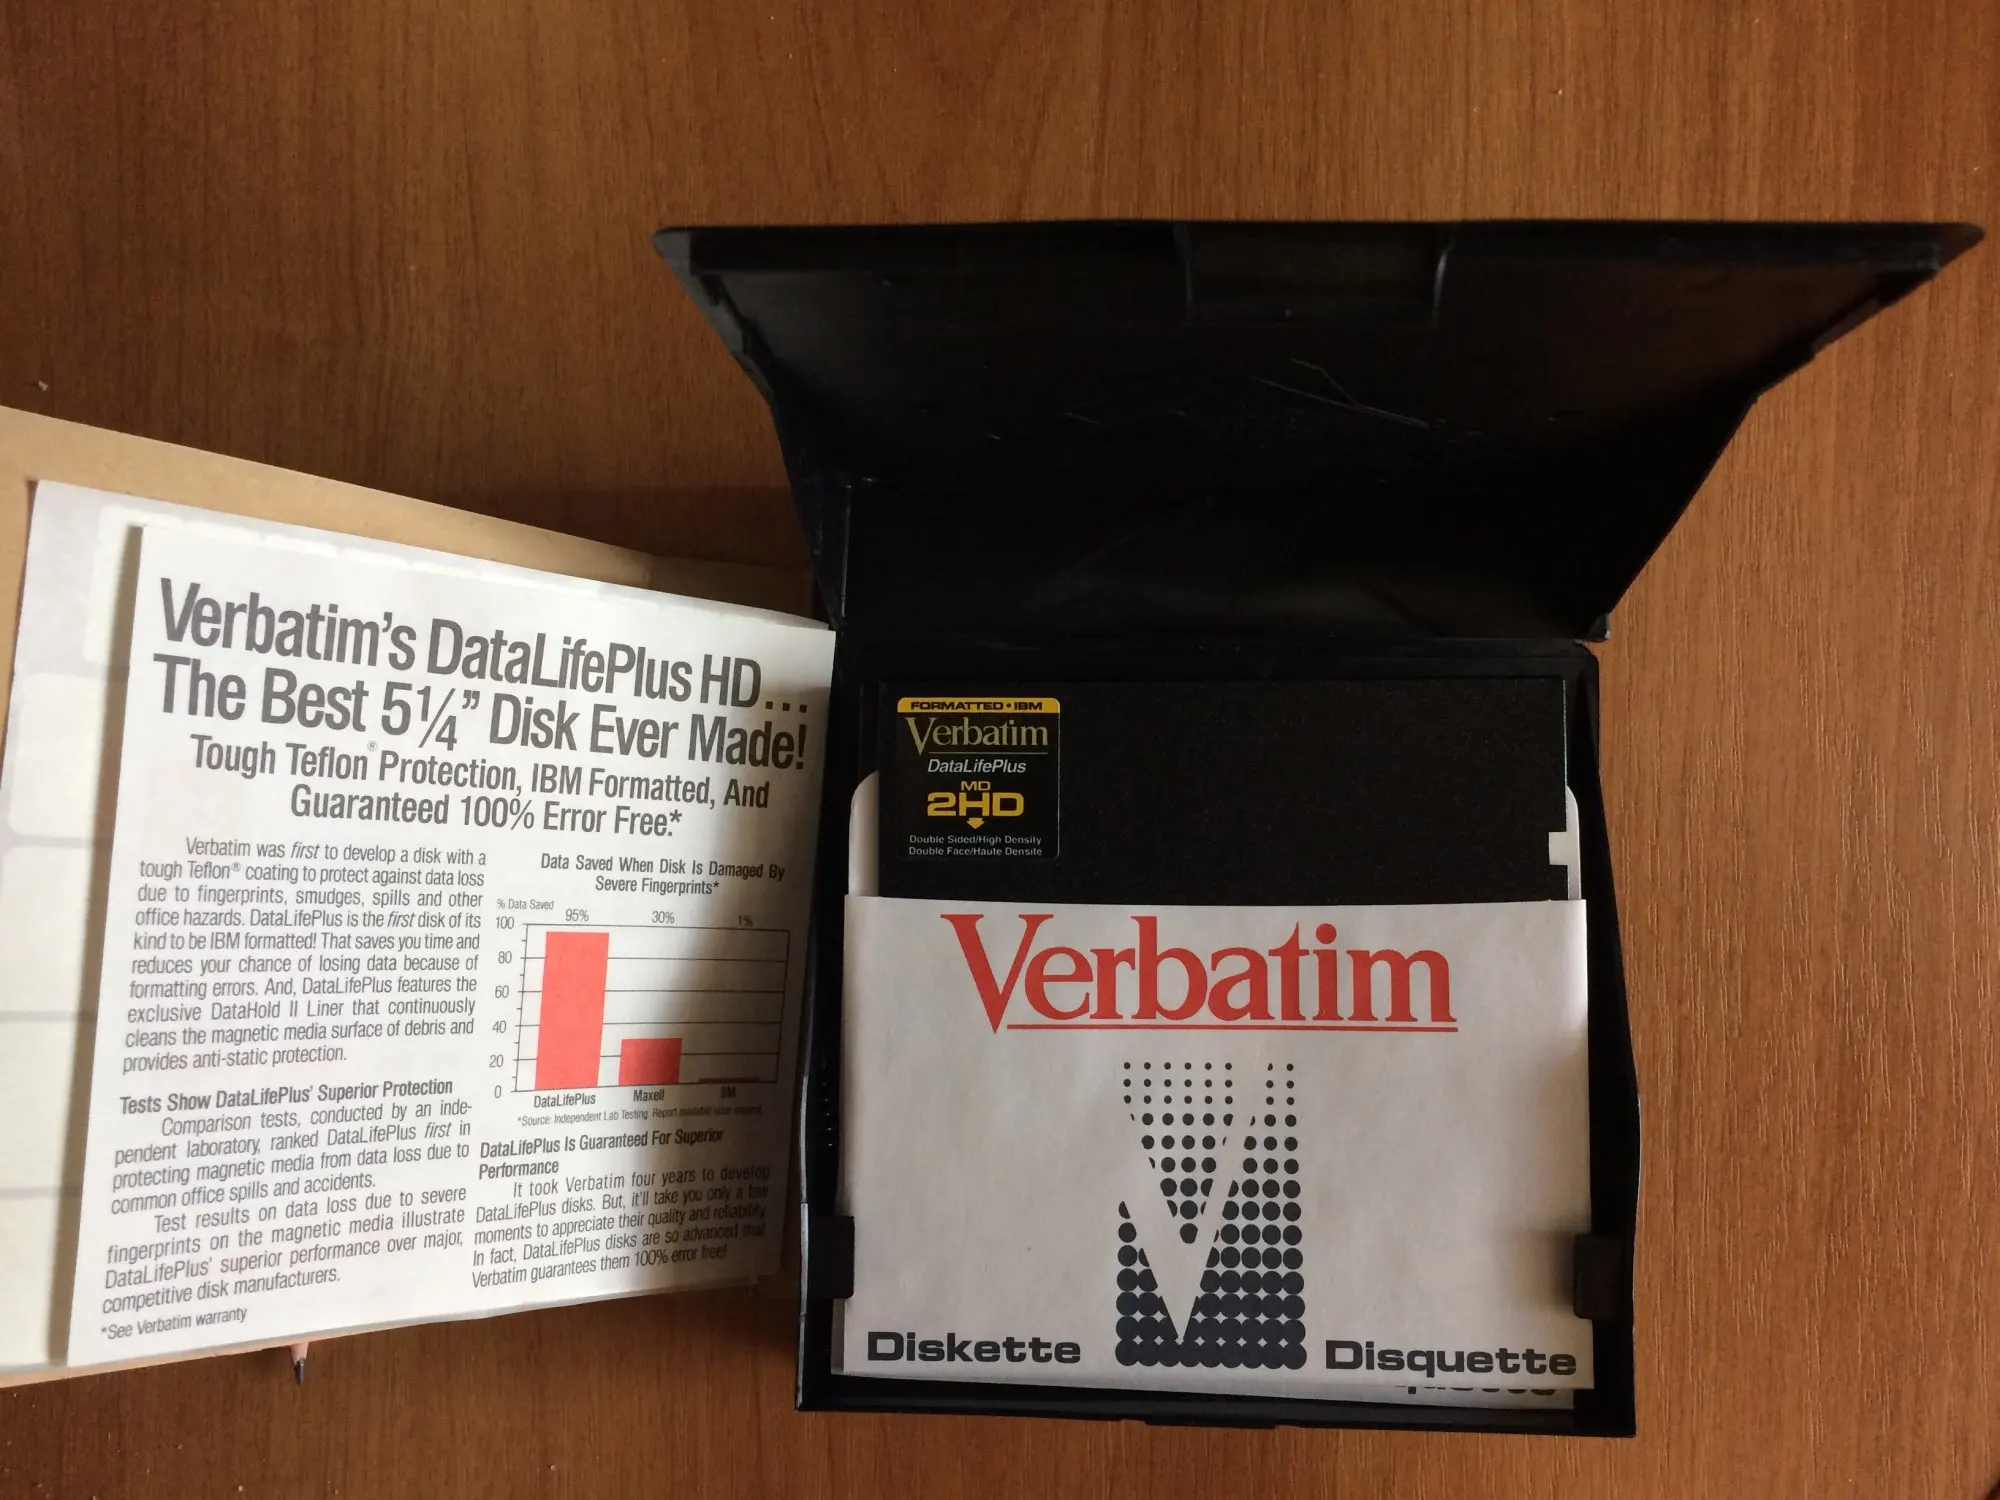 Verbatim's DataLifePlus HD...
The Best 5¼" Disk Ever Made!
Tough Teflon® Protection, IBM Formatted, And
Guaranteed 100% Error Free.*
Verbatim was first to develop a disk with a
tough Teflon® coating to protect against data loss
due to fingerprints, smudges, spills and other
office hazards. DataLifePlus is the first disk of its
kind to be IBM formatted! That saves you time and
reduces your chance of losing data because of
formatting errors. And, DataLifePlus features the
exclusive DataHold II Liner that continuously
cleans the magnetic media surface of debris and
provides anti-static protection.
Tests Show DataLifePlus' Superior Protection
Comparison tests, conducted by an inde-
pendent laboratory, ranked DataLifePlus first in
protecting magnetic media from data loss due to
common office spills and accidents.
Test results on data loss due to severe
fingerprints on the magnetic media illustrate
DataLifePlus' superior performance over major,
competitive disk manufacturers.
*See Verbatim warranty
Data Saved When Disk Is Damaged By
Severe Fingerprints*
% Data Saved
95% 30% 1%
100
80
60
40
20
0
DataLifePlus Maxell 3M
*Source: Independent Lab Testing. Report available upon request.
DataLifePlus Is Guaranteed For Superior
Performance
It took Verbatim four years to develop
DataLifePlus disks. But, it'll take you only a few
moments to appreciate their quality and reliability.
In fact, DataLifePlus disks are so advanced that
Verbatim guarantees them 100% error free!
FORMATTED • IBM
Verbatim
DataLifePlus
MD
2HD
Double Sided/High Density
Double Face/Haute Densite
Verbatim
Diskette Disquette